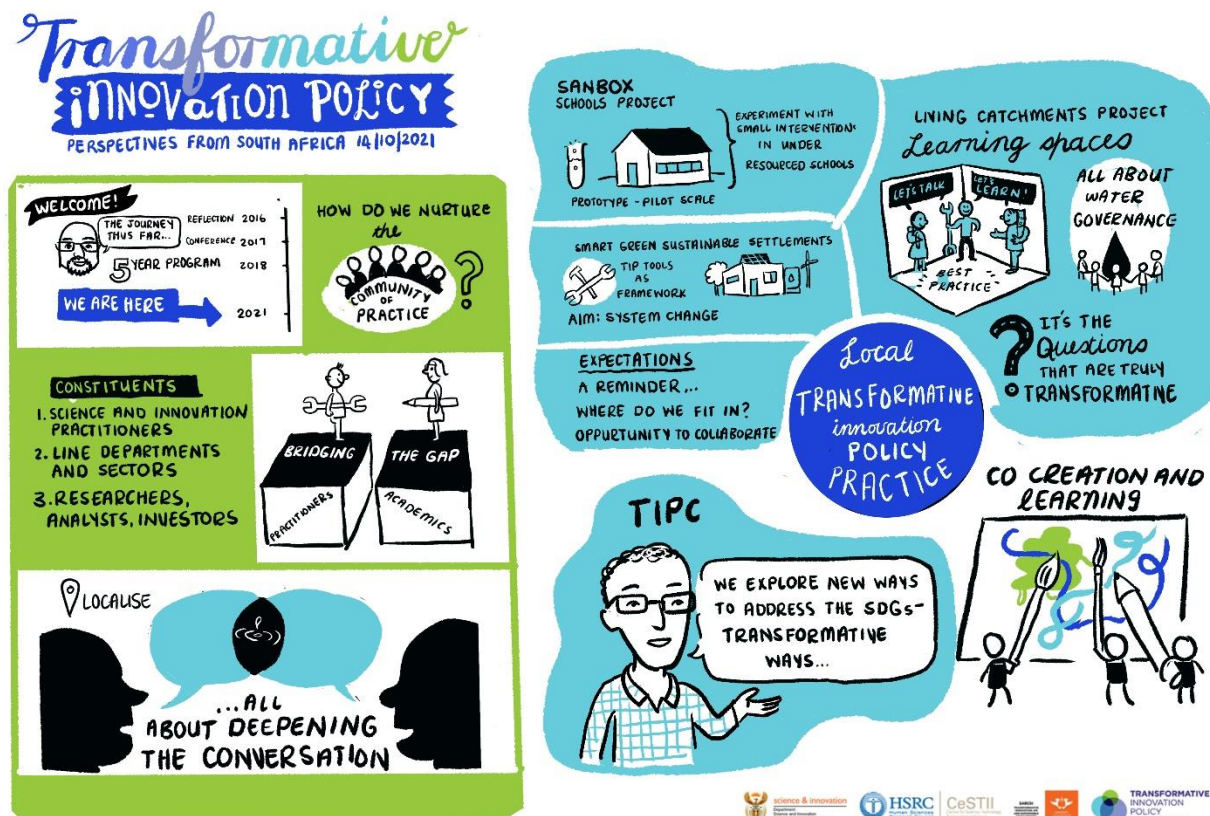 Transformative
INNOVATION POLICY
PERSPECTIVES FROM SOUTH AFRICA 14/10/2021
WELCOME!
THE JOURNEY
THUS FAR...
5 YEAR PROGRAM
WE ARE HERE
REFLECTION 2016
CONFERENCE 2017
2018
2021
HOW DO WE NURTURE
the
COMMUNITY
OF
PRACTICE
?
CONSTITUENTS
1. SCIENCE AND INNOVATION
PRACTITIONERS
2. LINE DEPARTMENTS
AND SECTORS
3. RESEARCHERS,
ANALYSTS, INVESTORS
BRIDGING
THE GAP
PRACTITIONERS
ACADEMICS
LOCALISE
...ALL
ABOUT DEEPENING
THE CONVERSATION
SANBOX
SCHOOLS PROJECT
EXPERIMENT WITH
SMALL INTERVENTIONS
IN UNDER
RESOURCED SCHOOLS
PROTOTYPE - PILOT SCALE
SMART GREEN SUSTAINABLE SETTLEMENTS
TIP TOOLS
AS
FRAMEWORK
AIM: SYSTEM CHANGE
EXPECTATIONS
A REMINDER...
WHERE DO WE FIT IN?
OPPURTUNITY TO COLLABORATE
LIVING CATCHMENTS PROJECT
Learning spaces
LET'S TALK
LET'S
LEARN!
BEST
PRACTICE
ALL ABOUT
WATER
GOVERNANCE
?
IT'S THE
Questions
THAT ARE TRULY
TRANSFORMATIVE
Local
TRANSFORMATIVE
innovation
POLICY
PRACTICE
TIPC
WE EXPLORE NEW WAYS
TO ADDRESS THE SDGs-
TRANSFORMATIVE
WAYS...
CO CREATION AND
LEARNING
science & innovation
Department
Science and Innovation
HSRC
Human Sciences
CeSTII
TRANSFORMATIVE
INNOVATION
POLICY